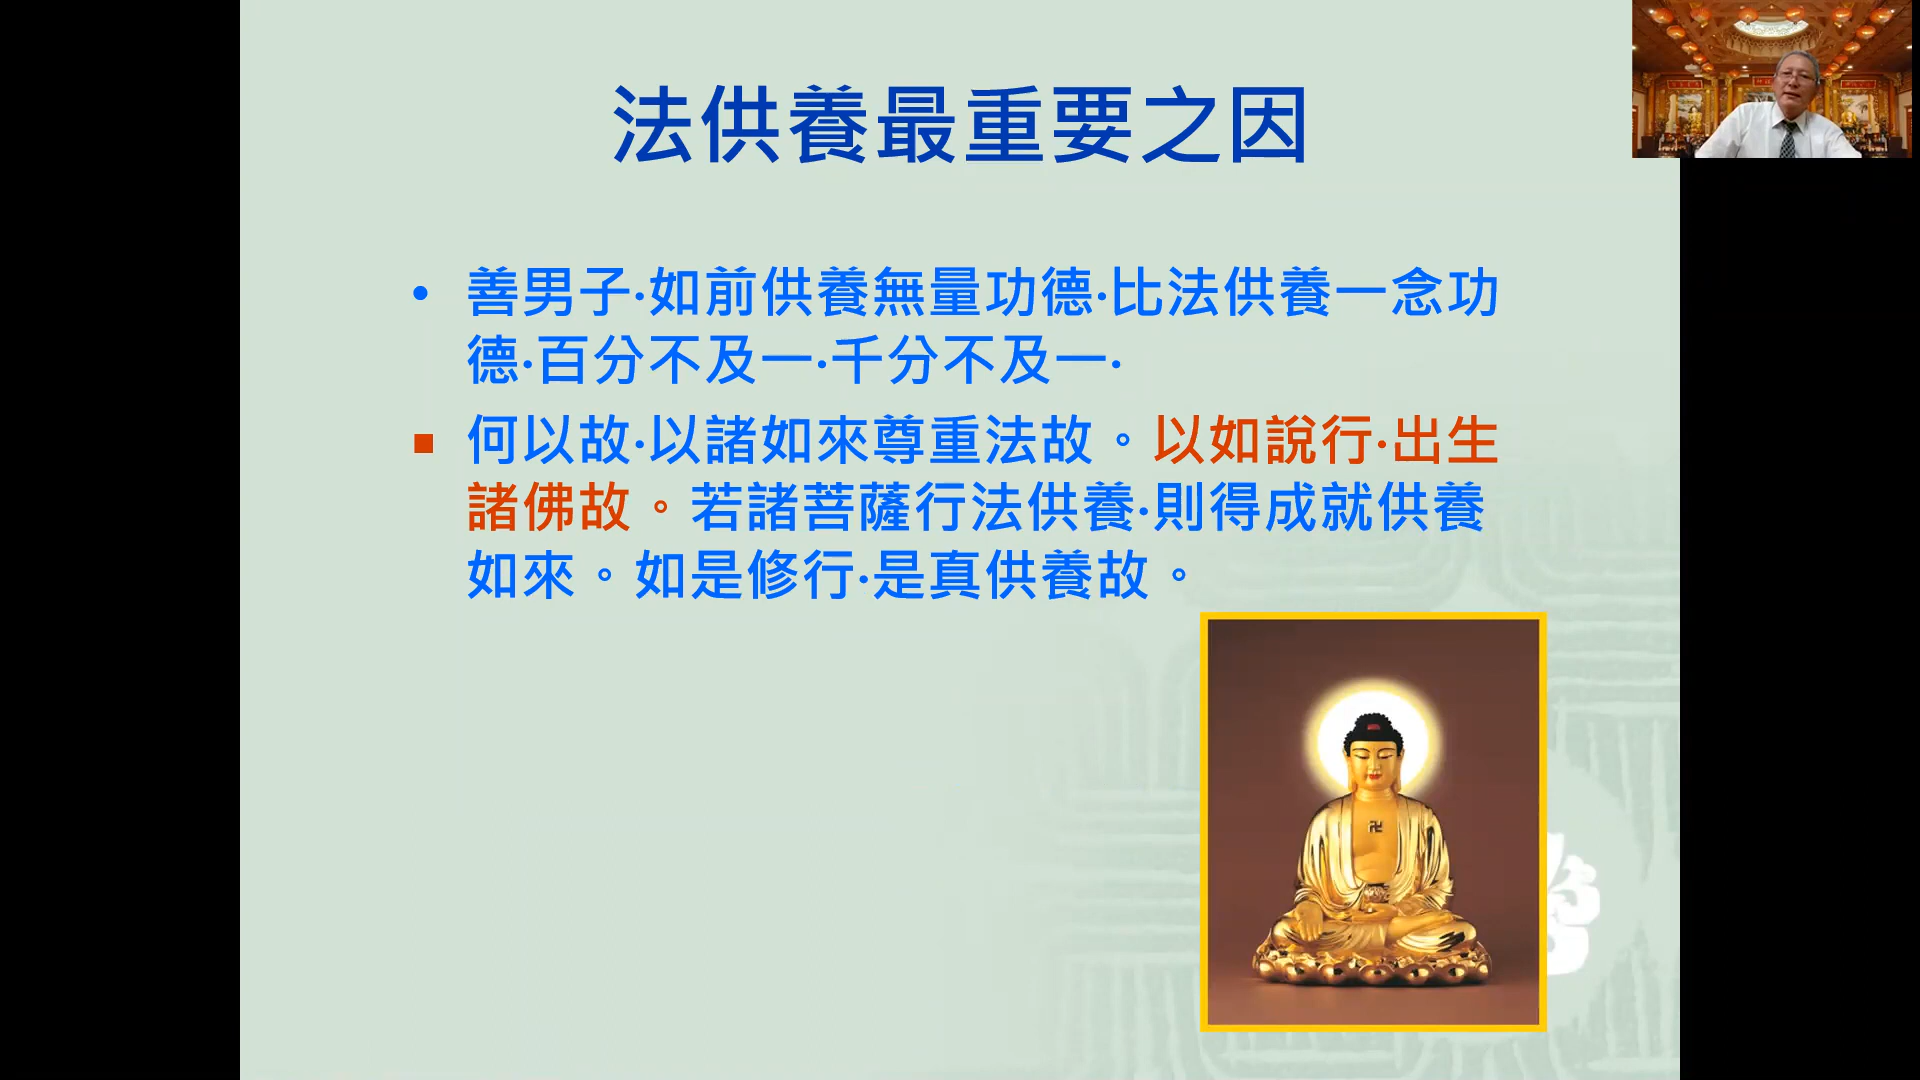 法供養最重要之因
• 善男子‧如前供養無量功德‧比法供養一念功
德‧百分不及一‧千分不及一‧
▪ 何以故‧以諸如來尊重法故。以如說行‧出生
諸佛故。若諸菩薩行法供養‧則得成就供養
如來。如是修行‧是真供養故。
卍